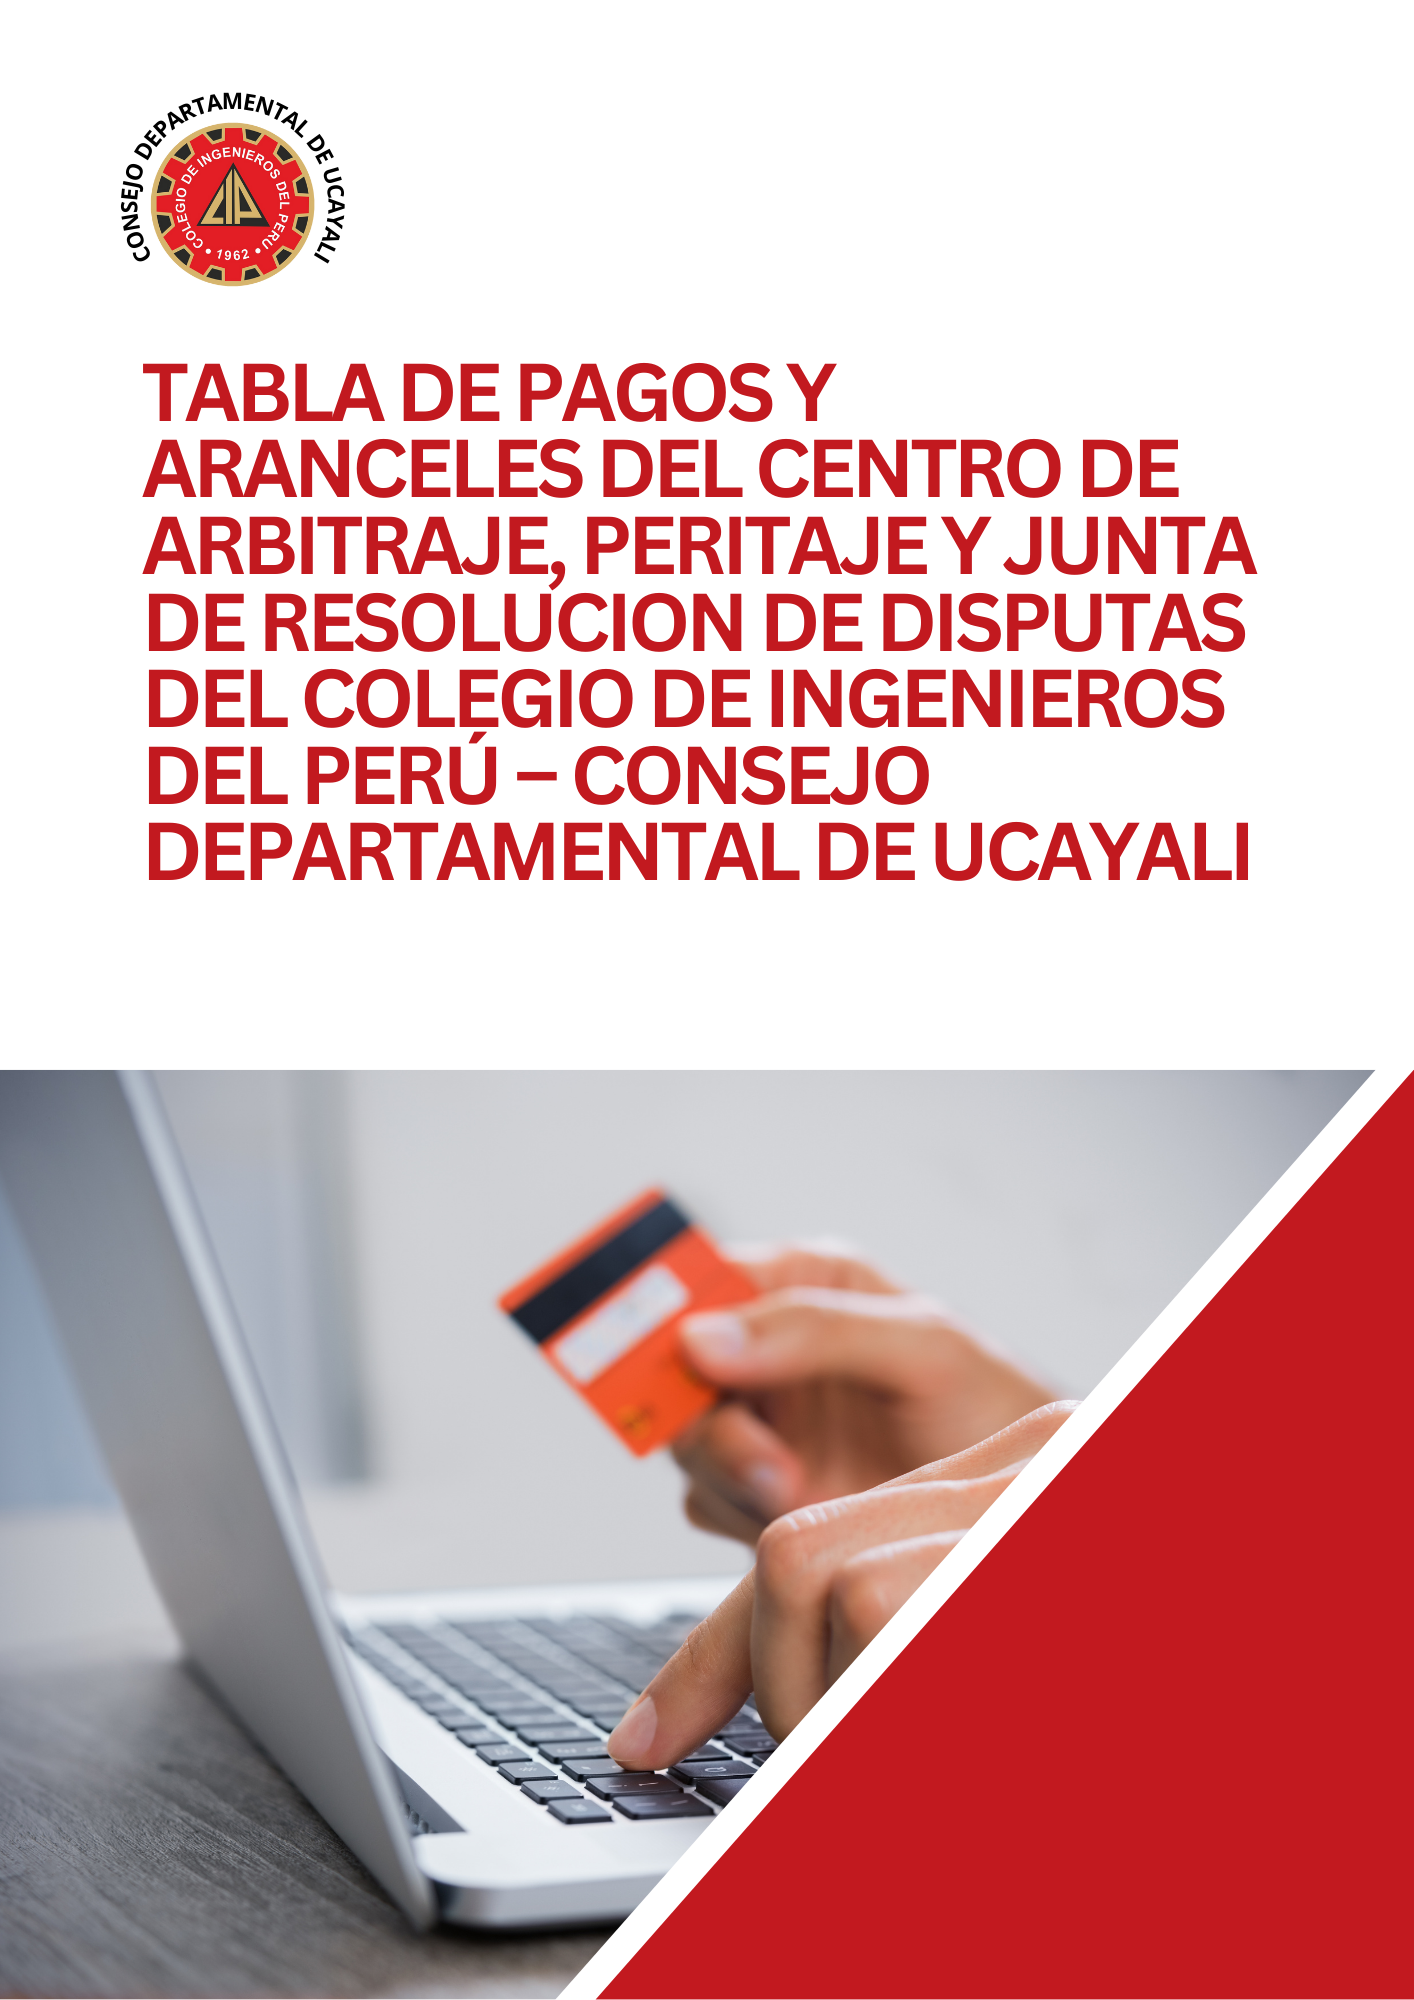 CONSEJO DEPARTAMENTAL DE UCAYALI
COLEGIO DE INGENIEROS DEL PERU
• 1962 •
CIP
TABLA DE PAGOS Y
ARANCELES DEL CENTRO DE
ARBITRAJE, PERITAJE Y JUNTA
DE RESOLUCION DE DISPUTAS
DEL COLEGIO DE INGENIEROS
DEL PERÚ – CONSEJO
DEPARTAMENTAL DE UCAYALI